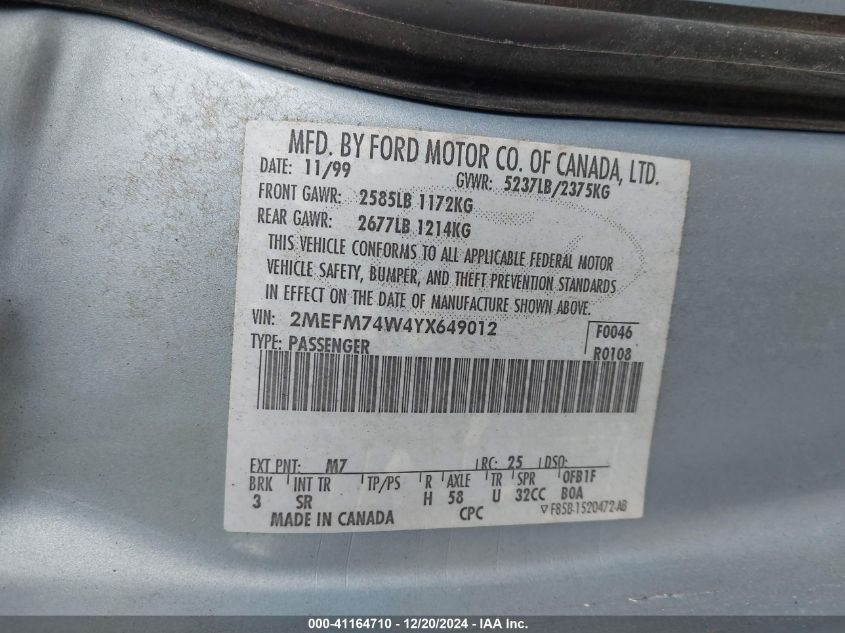 MFD. BY FORD MOTOR CO. OF CANADA, LTD.
DATE: 11/99 GVWR: 5237LB/2375KG
FRONT GAWR: 2585LB 1172KG
REAR GAWR: 2677LB 1214KG
THIS VEHICLE CONFORMS TO ALL APPLICABLE FEDERAL MOTOR
VEHICLE SAFETY, BUMPER, AND THEFT PREVENTION STANDARDS
IN EFFECT ON THE DATE OF MANUFACTURE SHOWN ABOVE.
VIN: 2MEFM74W4YX649012 F0046
TYPE: PASSENGER R0108
EXT PNT: M7 RC: 25 DSO:
BRK INT TR TP/PS R AXLE TR SPR 0FB1F
3 SR H 58 U 32CC B0A
MADE IN CANADA CPC ▽F85B-1520472-AB
000-41164710 - 12/20/2024 - IAA Inc.